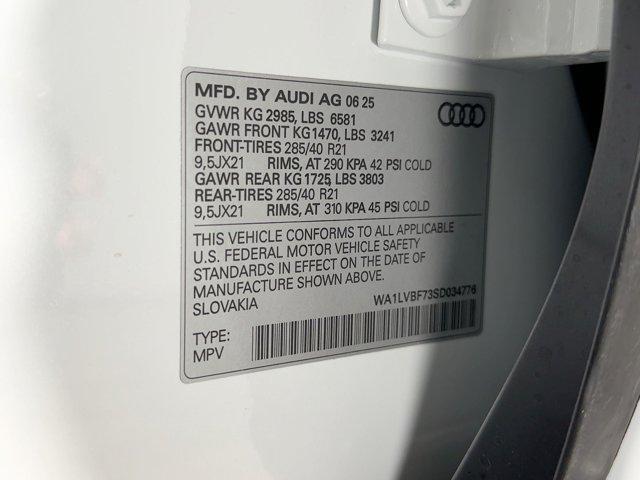 MFD. BY AUDI AG 06 25
GVWR KG 2985, LBS 6581
GAWR FRONT KG1470, LBS 3241
FRONT-TIRES 285/40 R21
9,5JX21 RIMS, AT 290 KPA 42 PSI COLD
GAWR REAR KG 1725, LBS 3803
REAR-TIRES 285/40 R21
9,5JX21 RIMS, AT 310 KPA 45 PSI COLD
THIS VEHICLE CONFORMS TO ALL APPLICABLE
U.S. FEDERAL MOTOR VEHICLE SAFETY
STANDARDS IN EFFECT ON THE DATE OF
MANUFACTURE SHOWN ABOVE.
SLOVAKIA WA1LVBF73SD034776
TYPE:
MPV